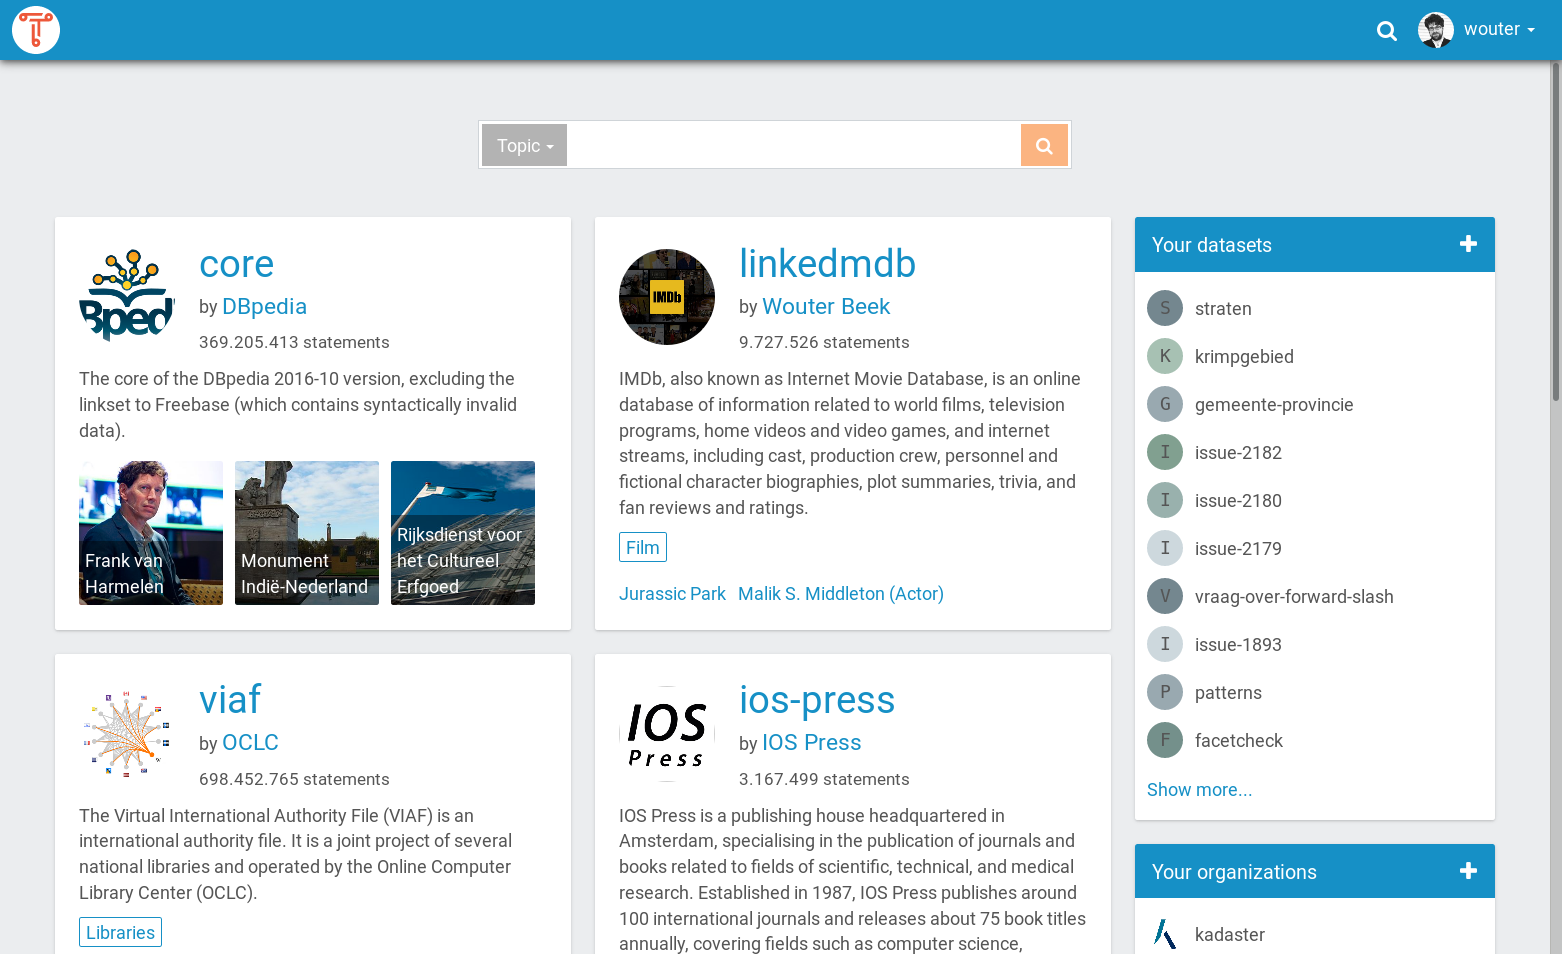 wouter
Topic
core
by DBpedia
369.205.413 statements
The core of the DBpedia 2016-10 version, excluding the
linkset to Freebase (which contains syntactically invalid
data).
Frank van
Harmelen
Monument
Indië-Nederland
Rijksdienst voor
het Cultureel
Erfgoed
linkedmdb
IMDb
by Wouter Beek
9.727.526 statements
IMDb, also known as Internet Movie Database, is an online
database of information related to world films, television
programs, home videos and video games, and internet
streams, including cast, production crew, personnel and
fictional character biographies, plot summaries, trivia, and
fan reviews and ratings.
Film
Jurassic Park Malik S. Middleton (Actor)
viaf
by OCLC
698.452.765 statements
The Virtual International Authority File (VIAF) is an
international authority file. It is a joint project of several
national libraries and operated by the Online Computer
Library Center (OCLC).
Libraries
IOS
Press
ios-press
by IOS Press
3.167.499 statements
IOS Press is a publishing house headquartered in
Amsterdam, specialising in the publication of journals and
books related to fields of scientific, technical, and medical
research. Established in 1987, IOS Press publishes around
100 international journals and releases about 75 book titles
annually, covering fields such as computer science,
Your datasets
S straten
K krimpgebied
G gemeente-provincie
I issue-2182
I issue-2180
I issue-2179
V vraag-over-forward-slash
I issue-1893
P patterns
F facetcheck
Show more...
Your organizations
kadaster